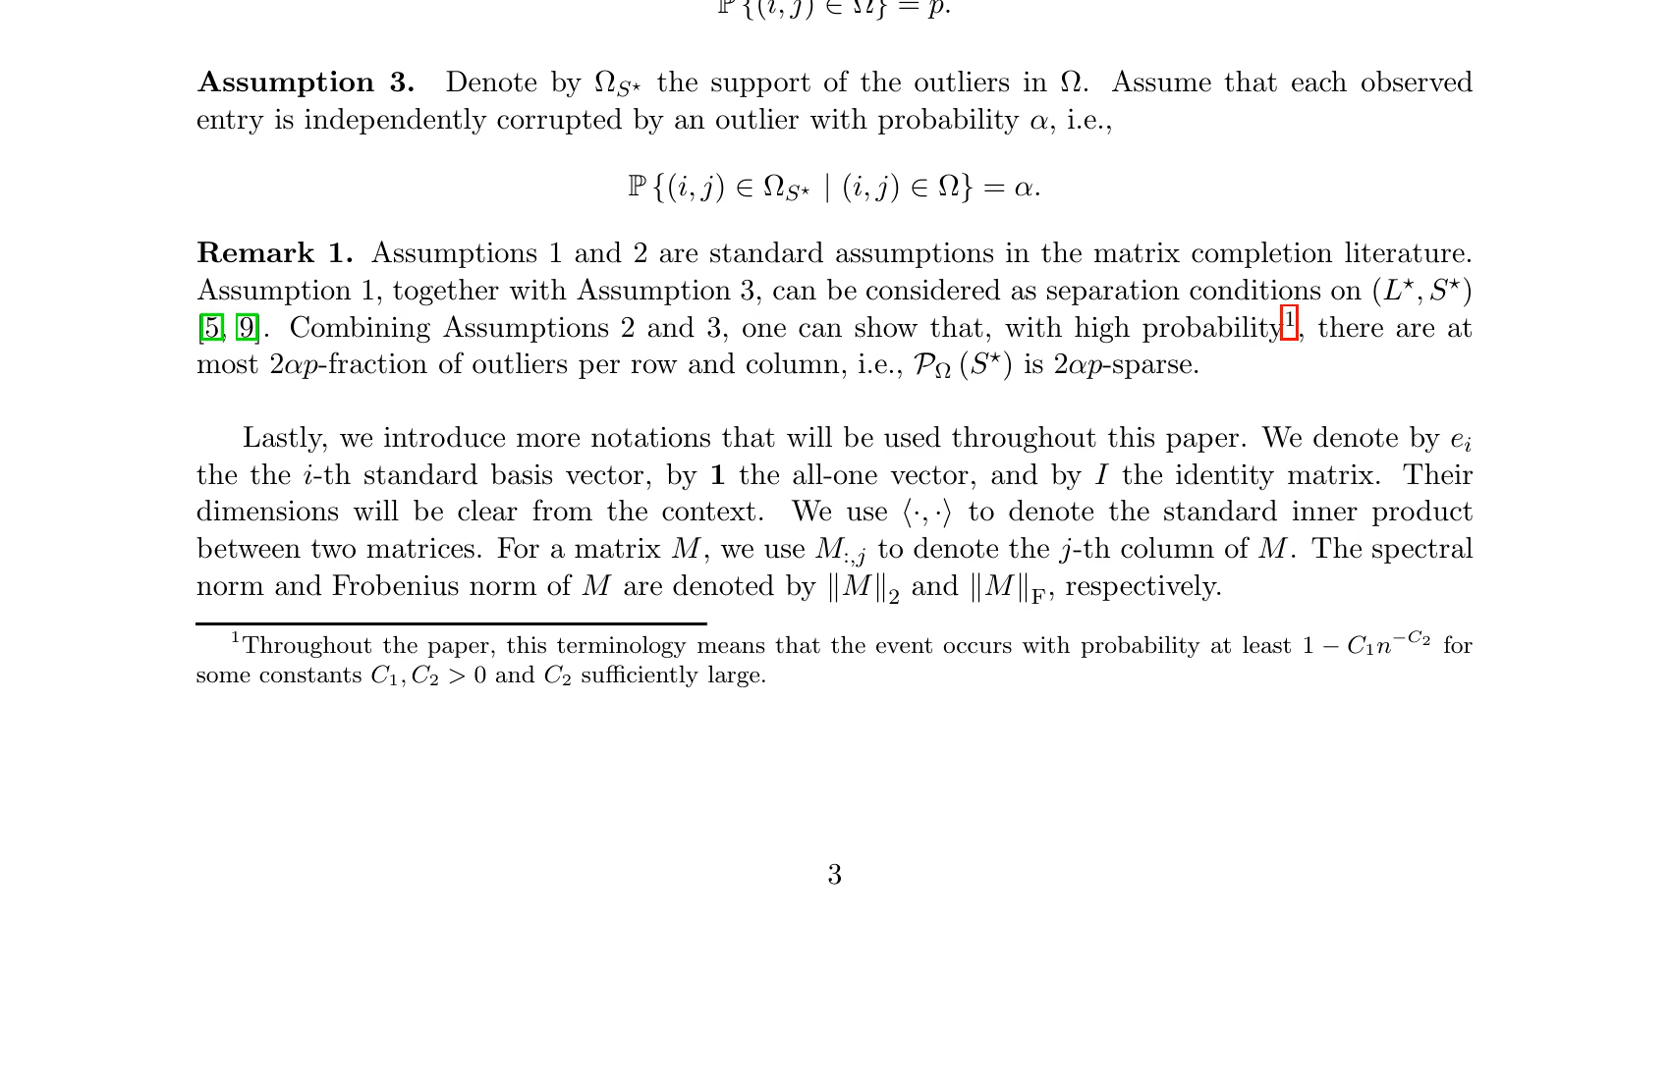 ℙ {(i, j) ∈ Ω} = p.
Assumption 3. Denote by Ω_{S⋆} the support of the outliers in Ω. Assume that each observed
entry is independently corrupted by an outlier with probability α, i.e.,
ℙ {(i, j) ∈ Ω_{S⋆} | (i, j) ∈ Ω} = α.
Remark 1. Assumptions 1 and 2 are standard assumptions in the matrix completion literature.
Assumption 1, together with Assumption 3, can be considered as separation conditions on (L⋆, S⋆)
[5, 9]. Combining Assumptions 2 and 3, one can show that, with high probability¹, there are at
most 2αp-fraction of outliers per row and column, i.e., 𝒫_Ω (S⋆) is 2αp-sparse.
Lastly, we introduce more notations that will be used throughout this paper. We denote by e_i
the the i-th standard basis vector, by 1 the all-one vector, and by I the identity matrix. Their
dimensions will be clear from the context. We use ⟨·, ·⟩ to denote the standard inner product
between two matrices. For a matrix M, we use M_{:,j} to denote the j-th column of M. The spectral
norm and Frobenius norm of M are denoted by ‖M‖₂ and ‖M‖_F, respectively.
¹Throughout the paper, this terminology means that the event occurs with probability at least 1 − C₁n^{−C₂} for
some constants C₁, C₂ > 0 and C₂ sufficiently large.
3